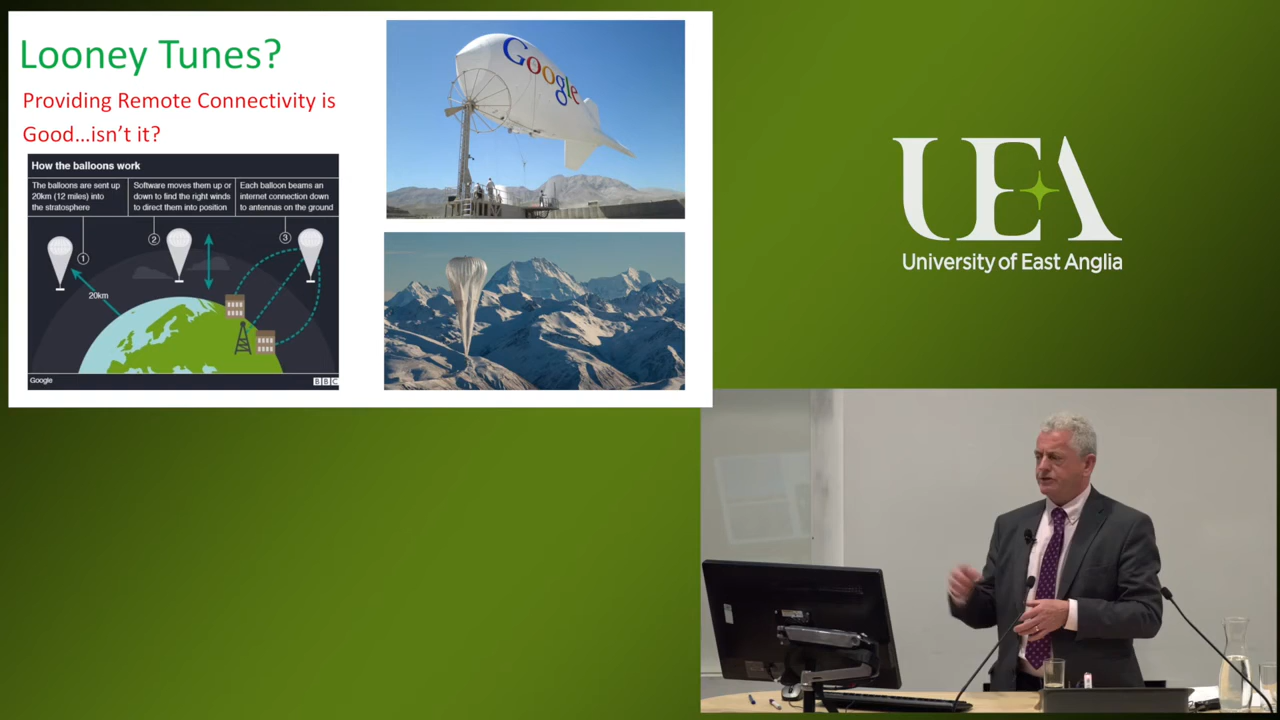 Looney Tunes?
Providing Remote Connectivity is
Good...isn't it?
How the balloons work
The balloons are sent up
20km (12 miles) into
the stratosphere
Software moves them up or
down to find the right winds
to direct them into position
Each balloon beams an
internet connection down
to antennas on the ground
1
2
3
20km
Google
BBC
Google
UEA
University of East Anglia